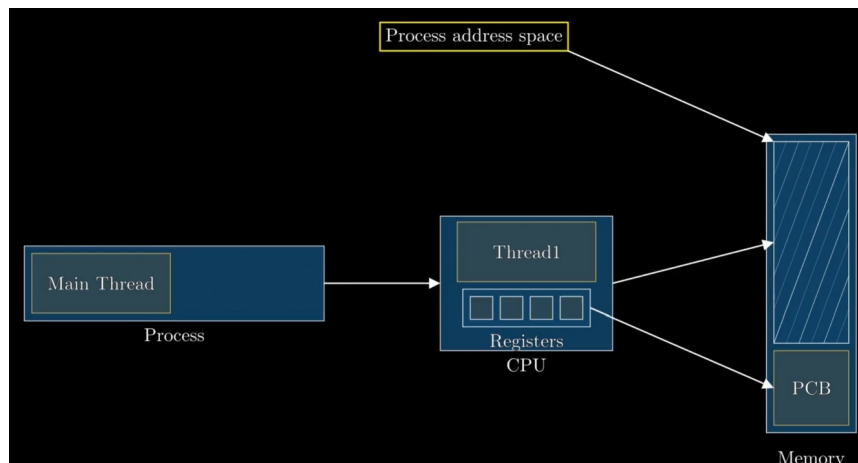 Process address space
Thread1
Main Thread
Process
Registers
CPU
PCB
Memory